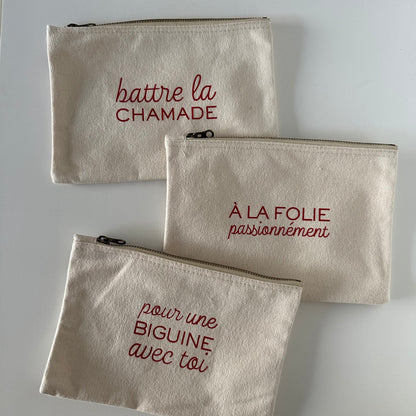 battre la
CHAMADE
À LA FOLIE
passionnément
pour une
BIGUINE
avec toi